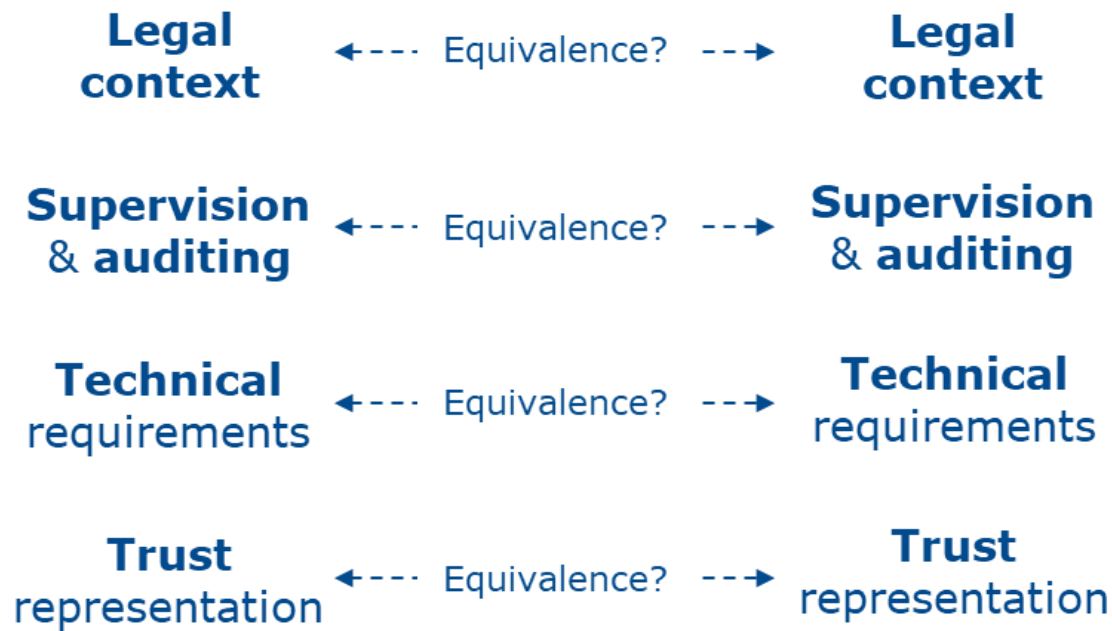 Legal
context
Equivalence?
Legal
context
Supervision
& auditing
Equivalence?
Supervision
& auditing
Technical
requirements
Equivalence?
Technical
requirements
Trust
representation
Equivalence?
Trust
representation